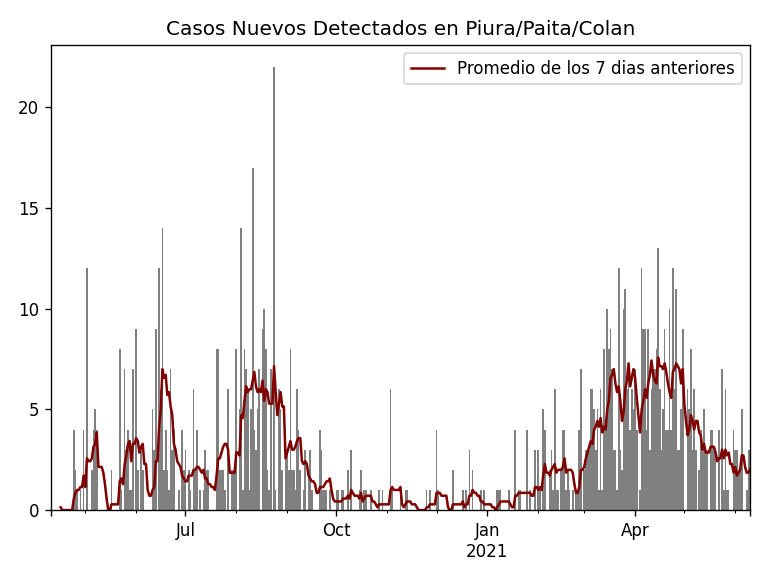 Casos Nuevos Detectados en Piura/Paita/Colan
Promedio de los 7 dias anteriores
20
15
10
5
0
Jul
Oct
Jan
2021
Apr